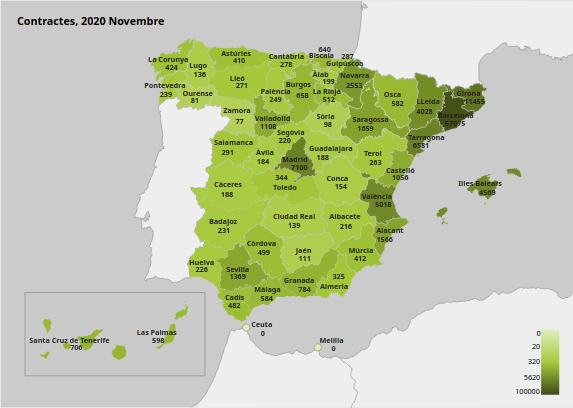 Contractes, 2020 Novembre
La Corunya
424
Lugo
136
Astúries
410
Cantàbria
278
640
Biscaia
287
Guipúscoa
Pontevedra
239
Ourense
81
Lleó
271
Palència
249
Burgos
658
Àlab
199
La Rioja
512
Navarra
2553
Osca
582
LLeida
4028
Girona
11455
Barcelona
Zamora
77
Valladolid
1108
Sòria
98
Saragossa
1659
Tarragona
6581
Segòvia
220
Salamanca
291
Àvila
184
Madrid
7100
Guadalajara
188
Terol
263
Castelló
1056
344
Toledo
Conca
154
Illes Balears
4569
Càceres
188
València
5018
Badajoz
231
Ciudad Real
139
Albacete
216
Alacant
1566
Còrdova
499
Jaén
111
Múrcia
412
Huelva
226
Sevilla
1369
Granada
784
325
Almeria
Màlaga
584
Cadis
482
Ceuta
0
Melilla
0
Santa Cruz de Tenerife
706
Las Palmas
598
0
20
320
5620
100000